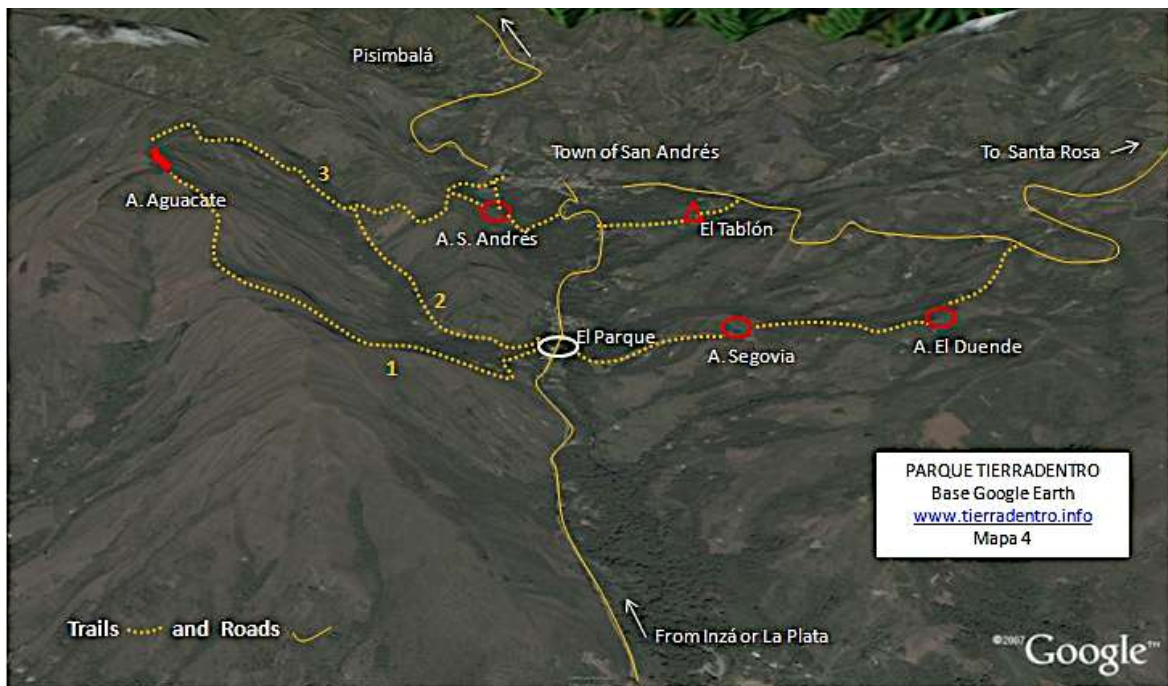 Pisimbalá
Town of San Andrés
To Santa Rosa
3
A. Aguacate
A. S. Andrés
El Tablón
2
El Parque
1
A. Segovia
A. El Duende
PARQUE TIERRADENTRO
Base Google Earth
www.tierradentro.info
Mapa 4
Trails and Roads
From Inzá or La Plata
©2007 Google™